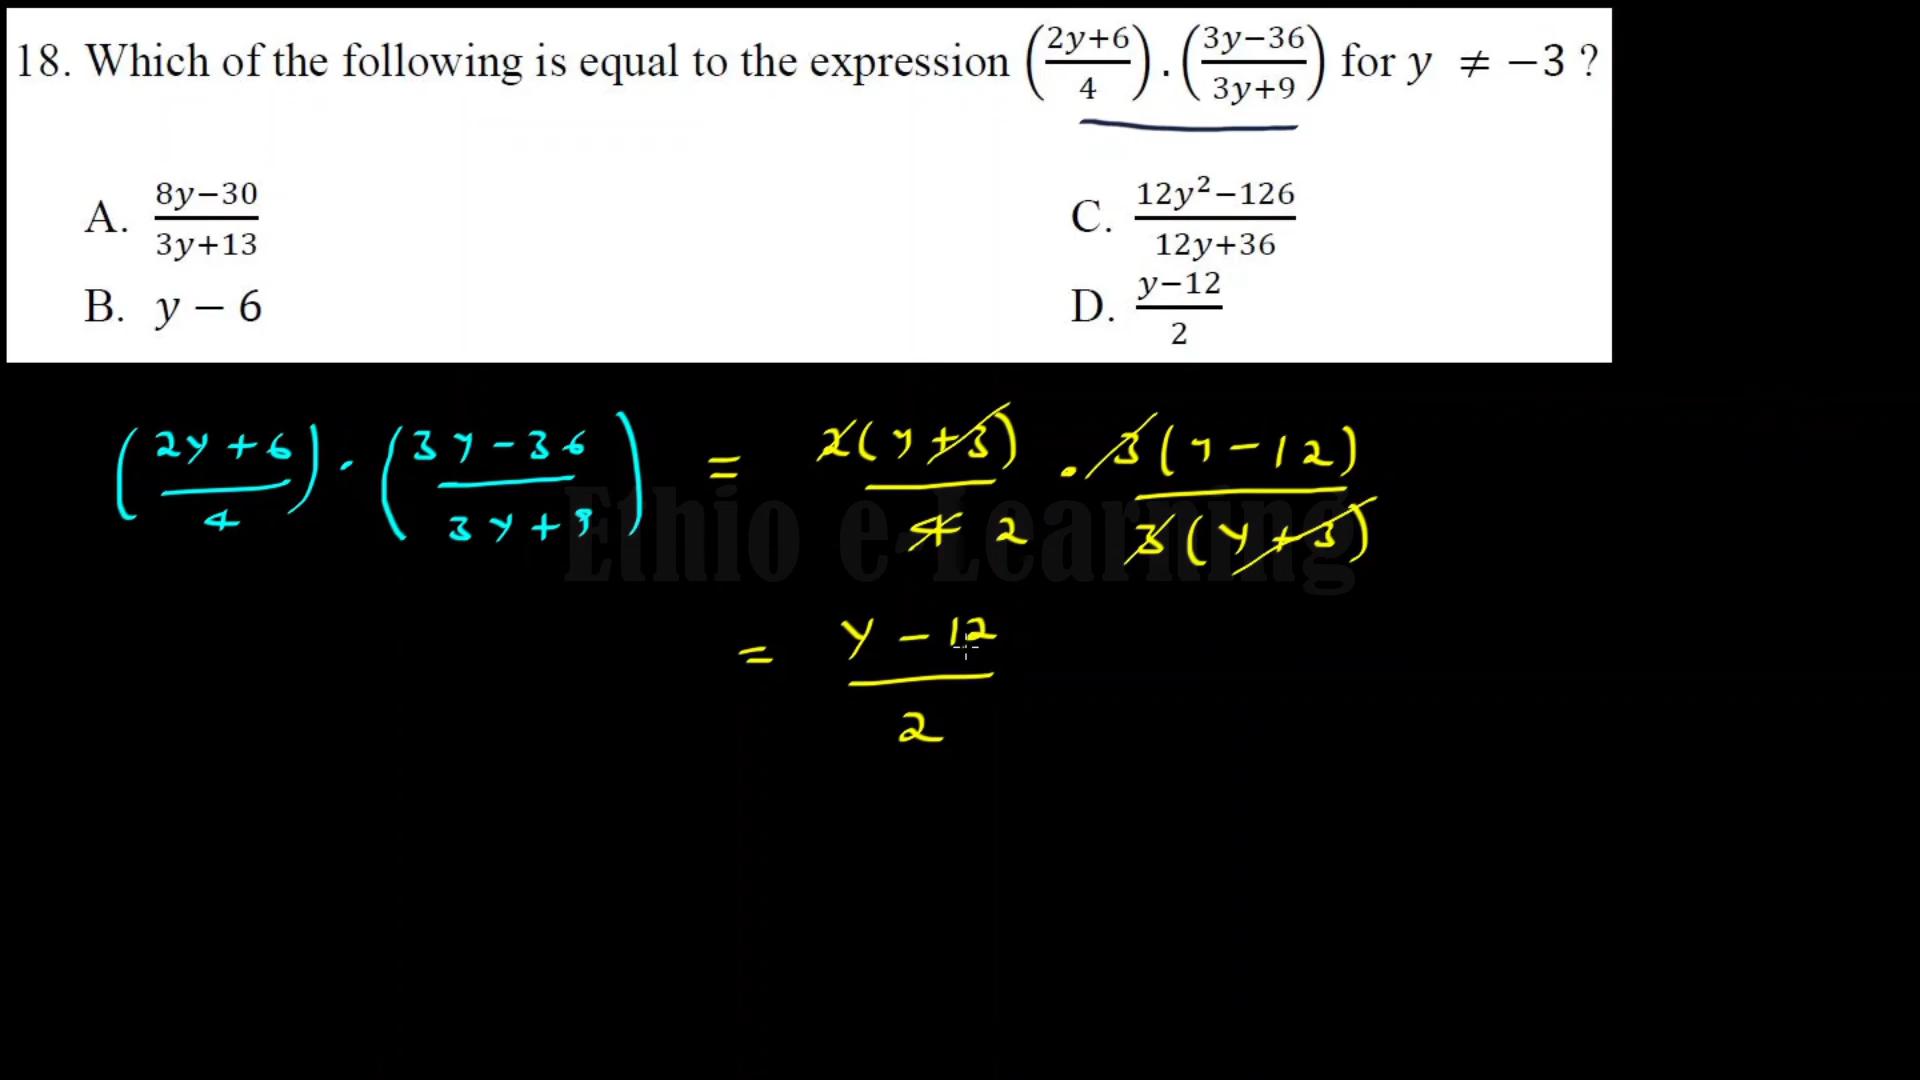 18. Which of the following is equal to the expression (2y+6/4).(3y−36/3y+9) for y ≠ −3 ?
A. 8y−30/3y+13
B. y − 6
C. 12y²−126/12y+36
D. y−12/2
(2y+6/4) · (3y−36/3y+9) = 2(y+3)/4 2 · 3(y−12)/3(y+3)
= y−12/2
Ethio e-Learning